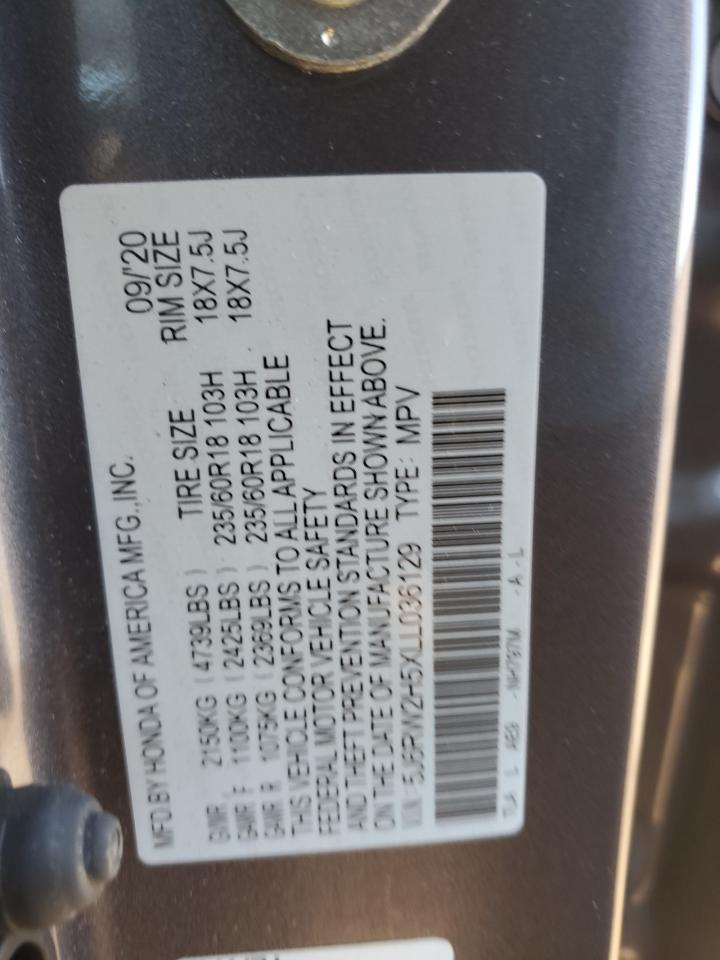 MFD.BY HONDA OF AMERICA MFG.,INC. 09/'20
TIRE SIZE RIM SIZE
GVWR 2150KG (4739LBS)
GAWR F 1100KG (2425LBS) 235/60R18 103H 18X7.5J
GAWR R 1075KG (2369LBS) 235/60R18 103H 18X7.5J
THIS VEHICLE CONFORMS TO ALL APPLICABLE
FEDERAL MOTOR VEHICLE SAFETY
AND THEFT PREVENTION STANDARDS IN EFFECT
ON THE DATE OF MANUFACTURE SHOWN ABOVE.
VIN: 5J6RW2H5XLL036129 TYPE: MPV
TLA L AE0 -NH797M -A-L